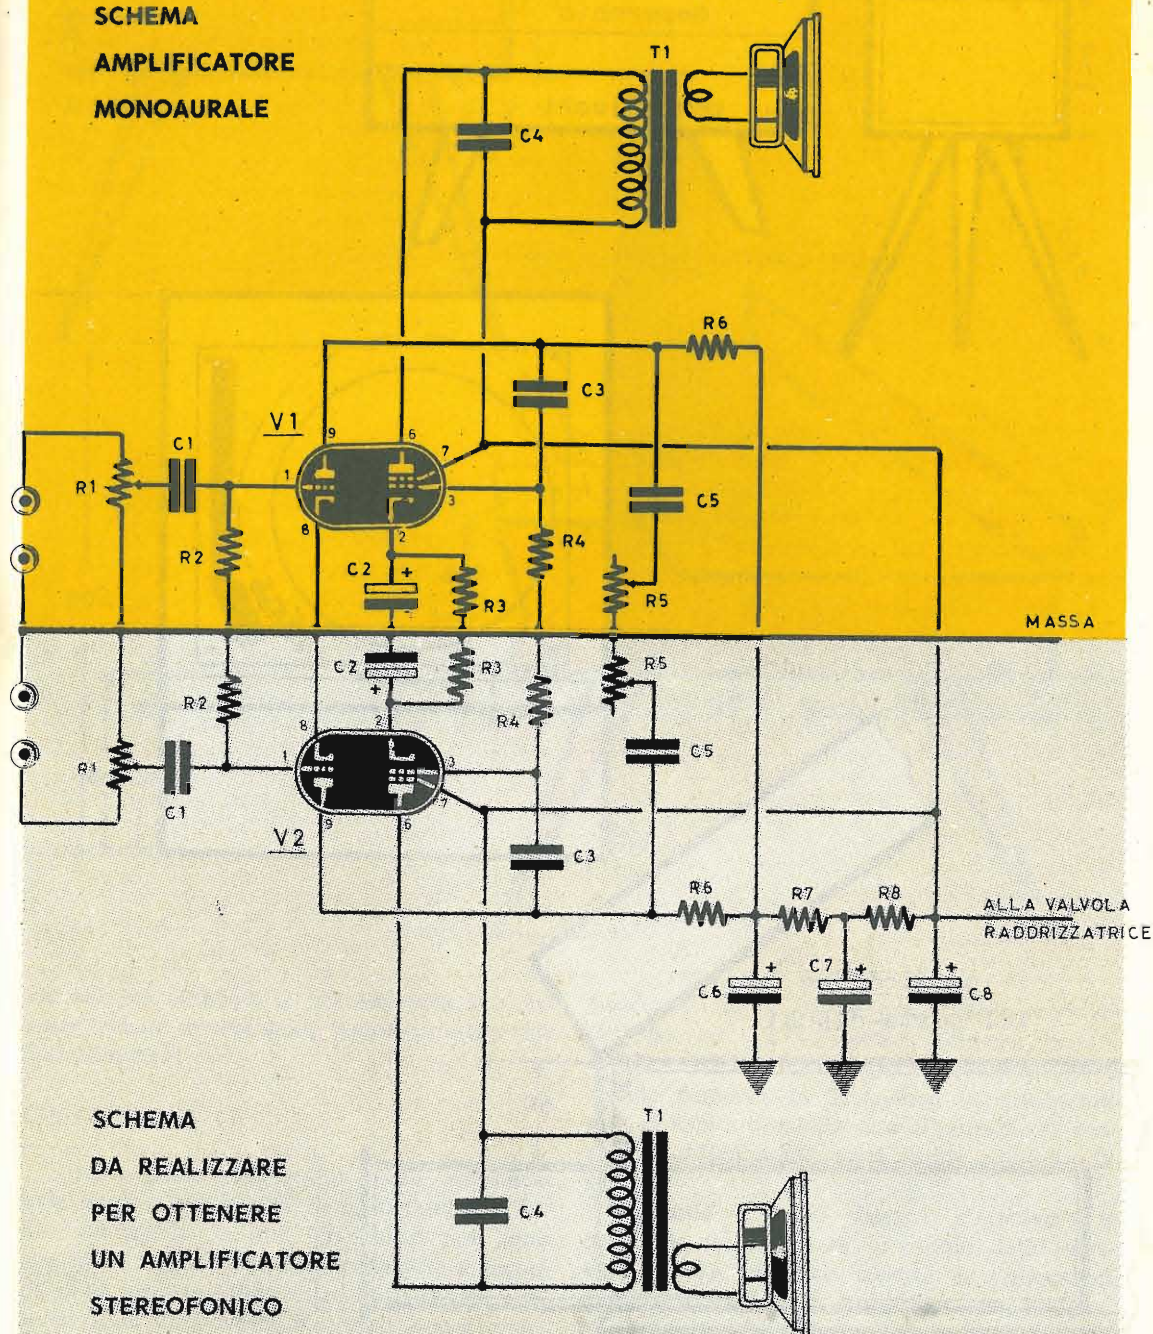 SCHEMA
AMPLIFICATORE
MONOAURALE
T1
C4
R6
C3
V1
9
6
7
C1
1
R1
3
C5
8
2
R4
R2
C2
+
R3
R5
MASSA
C2
R3
R5
+
R2
R4
8
2
C5
1
3
R1
7
C1
9
6
V2
C3
R6
R7
R8
ALLA VALVOLA
RADDRIZZATRICE
C6
+
C7
+
+
C8
SCHEMA
DA REALIZZARE
PER OTTENERE
UN AMPLIFICATORE
STEREOFONICO
T1
C4